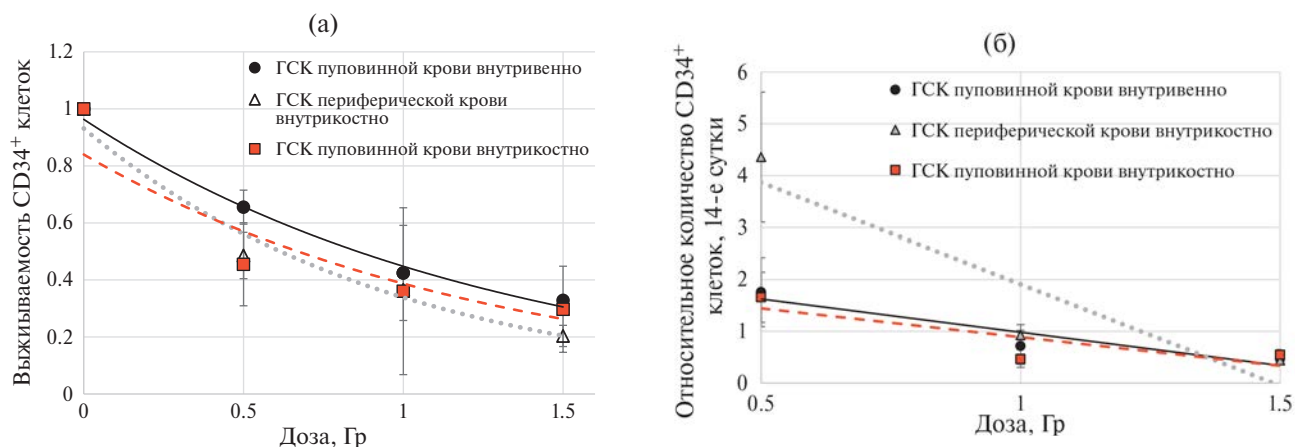 (а)
Выживаемость CD34⁺ клеток
1.2
1
0.8
0.6
0.4
0.2
0
ГСК пуповинной крови внутривенно
ГСК периферической крови
внутрикостно
ГСК пуповинной крови внутрикостно
0
0.5
1
1.5
Доза, Гр
(б)
Относительное количество CD34⁺
клеток, 14-е сутки
6
5
4
3
2
1
0
ГСК пуповинной крови внутривенно
ГСК периферической крови внутрикостно
ГСК пуповинной крови внутрикостно
0.5
1
1.5
Доза, Гр